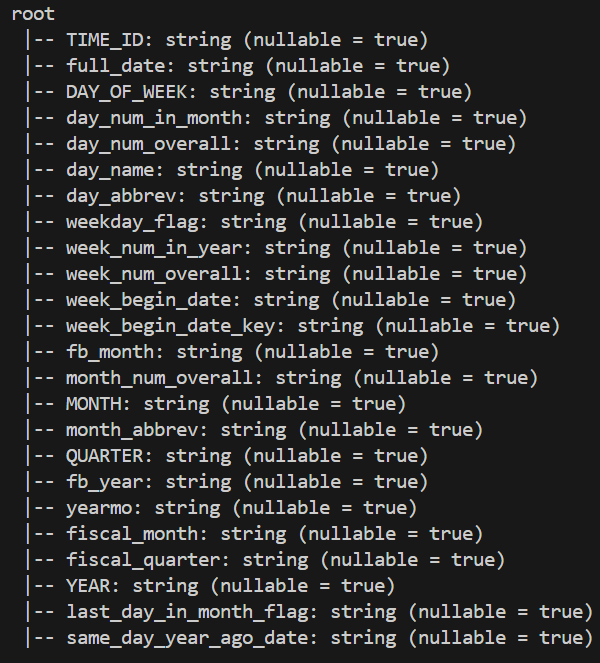 root
 |-- TIME_ID: string (nullable = true)
 |-- full_date: string (nullable = true)
 |-- DAY_OF_WEEK: string (nullable = true)
 |-- day_num_in_month: string (nullable = true)
 |-- day_num_overall: string (nullable = true)
 |-- day_name: string (nullable = true)
 |-- day_abbrev: string (nullable = true)
 |-- weekday_flag: string (nullable = true)
 |-- week_num_in_year: string (nullable = true)
 |-- week_num_overall: string (nullable = true)
 |-- week_begin_date: string (nullable = true)
 |-- week_begin_date_key: string (nullable = true)
 |-- fb_month: string (nullable = true)
 |-- month_num_overall: string (nullable = true)
 |-- MONTH: string (nullable = true)
 |-- month_abbrev: string (nullable = true)
 |-- QUARTER: string (nullable = true)
 |-- fb_year: string (nullable = true)
 |-- yearmo: string (nullable = true)
 |-- fiscal_month: string (nullable = true)
 |-- fiscal_quarter: string (nullable = true)
 |-- YEAR: string (nullable = true)
 |-- last_day_in_month_flag: string (nullable = true)
 |-- same_day_year_ago_date: string (nullable = true)